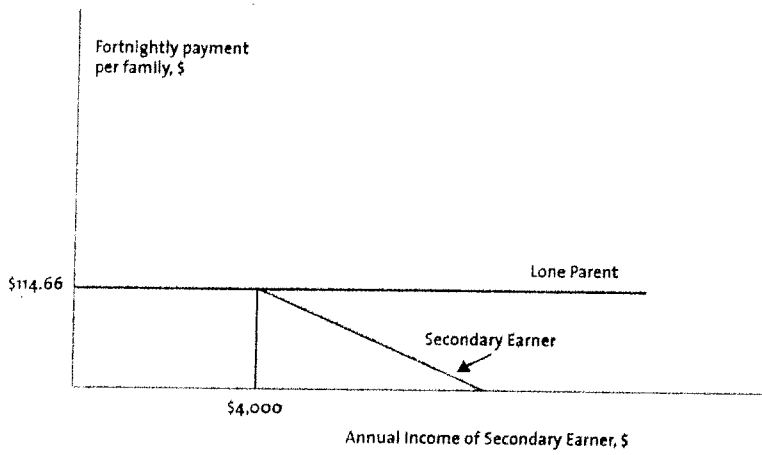 Fortnightly payment
per family, $
Lone Parent
$114.66
Secondary Earner
$4,000
Annual Income of Secondary Earner, $